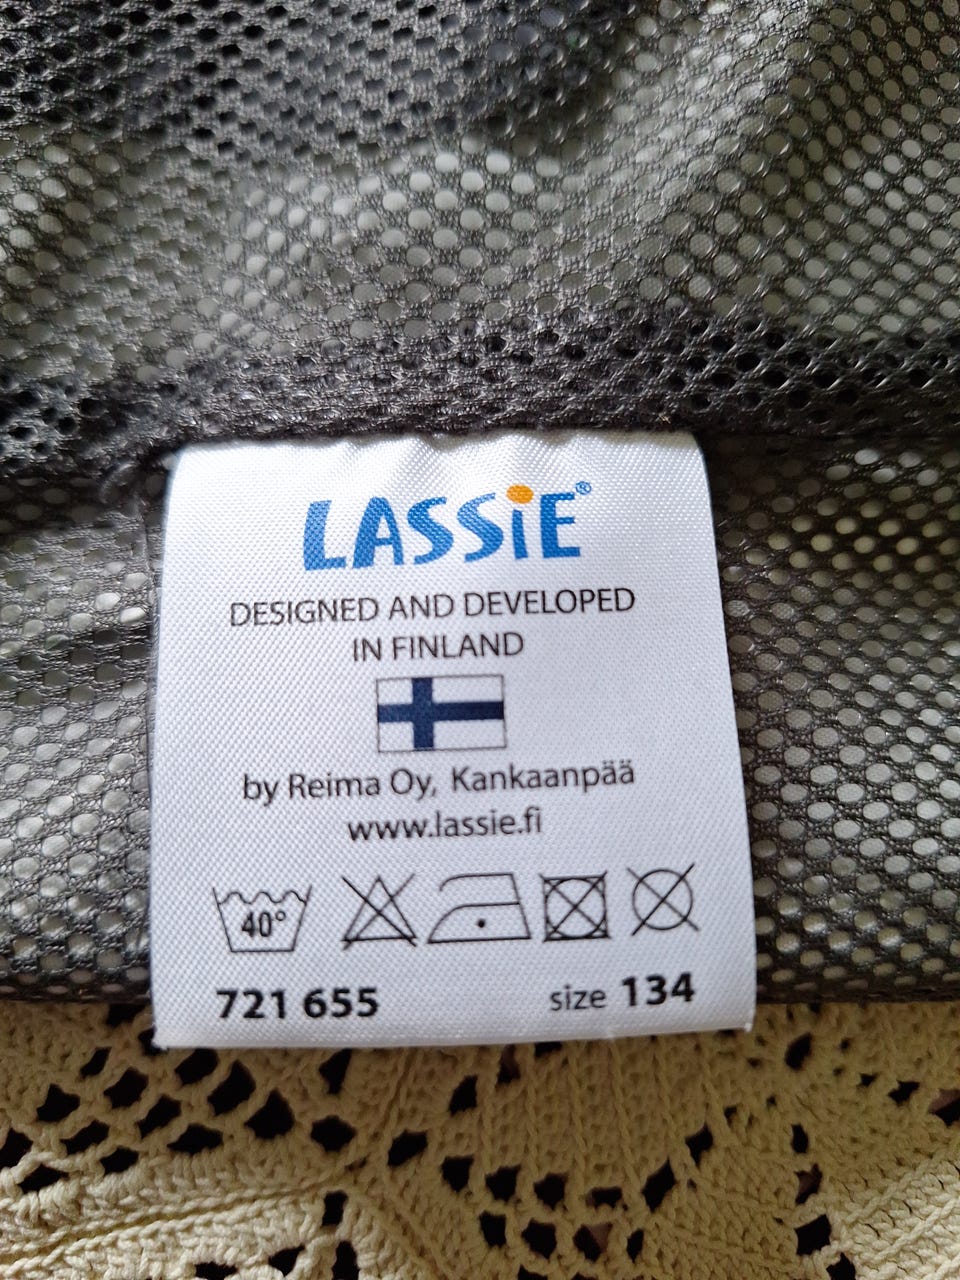 LASSiE®
DESIGNED AND DEVELOPED
IN FINLAND
by Reima Oy, Kankaanpää
www.lassie.fi
40°
721 655 size 134